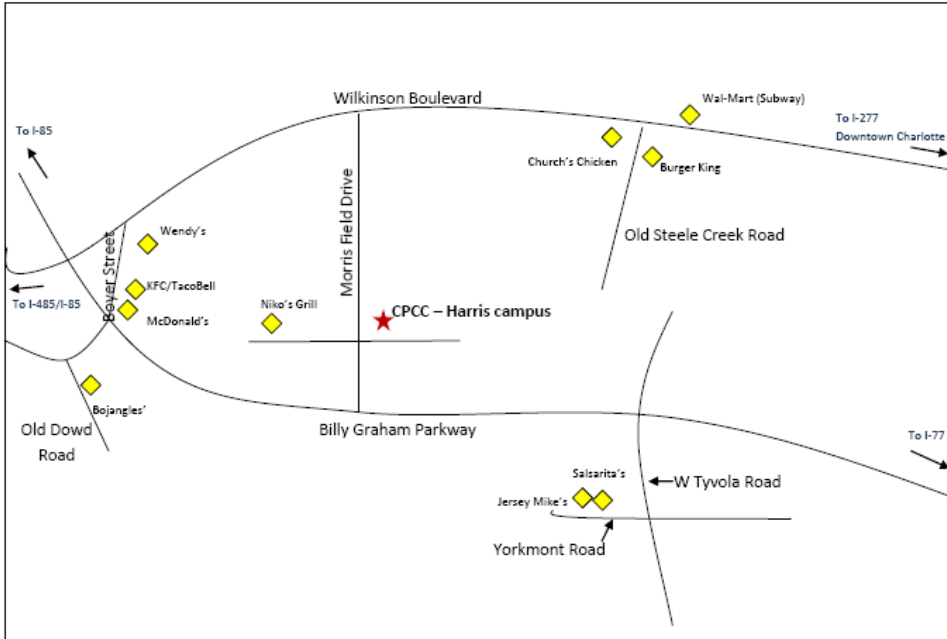 Wilkinson Boulevard
Wal-Mart (Subway)
To I-277
Downtown Charlotte
To I-85
Church's Chicken
Burger King
Morris Field Drive
Old Steele Creek Road
Boyer Street
Wendy's
KFC/TacoBell
To I-485/I-85
McDonald's
Niko's Grill
CPCC – Harris campus
Bojangles'
Old Dowd
Road
Billy Graham Parkway
To I-77
Salsarita's
W Tyvola Road
Jersey Mike's
Yorkmont Road